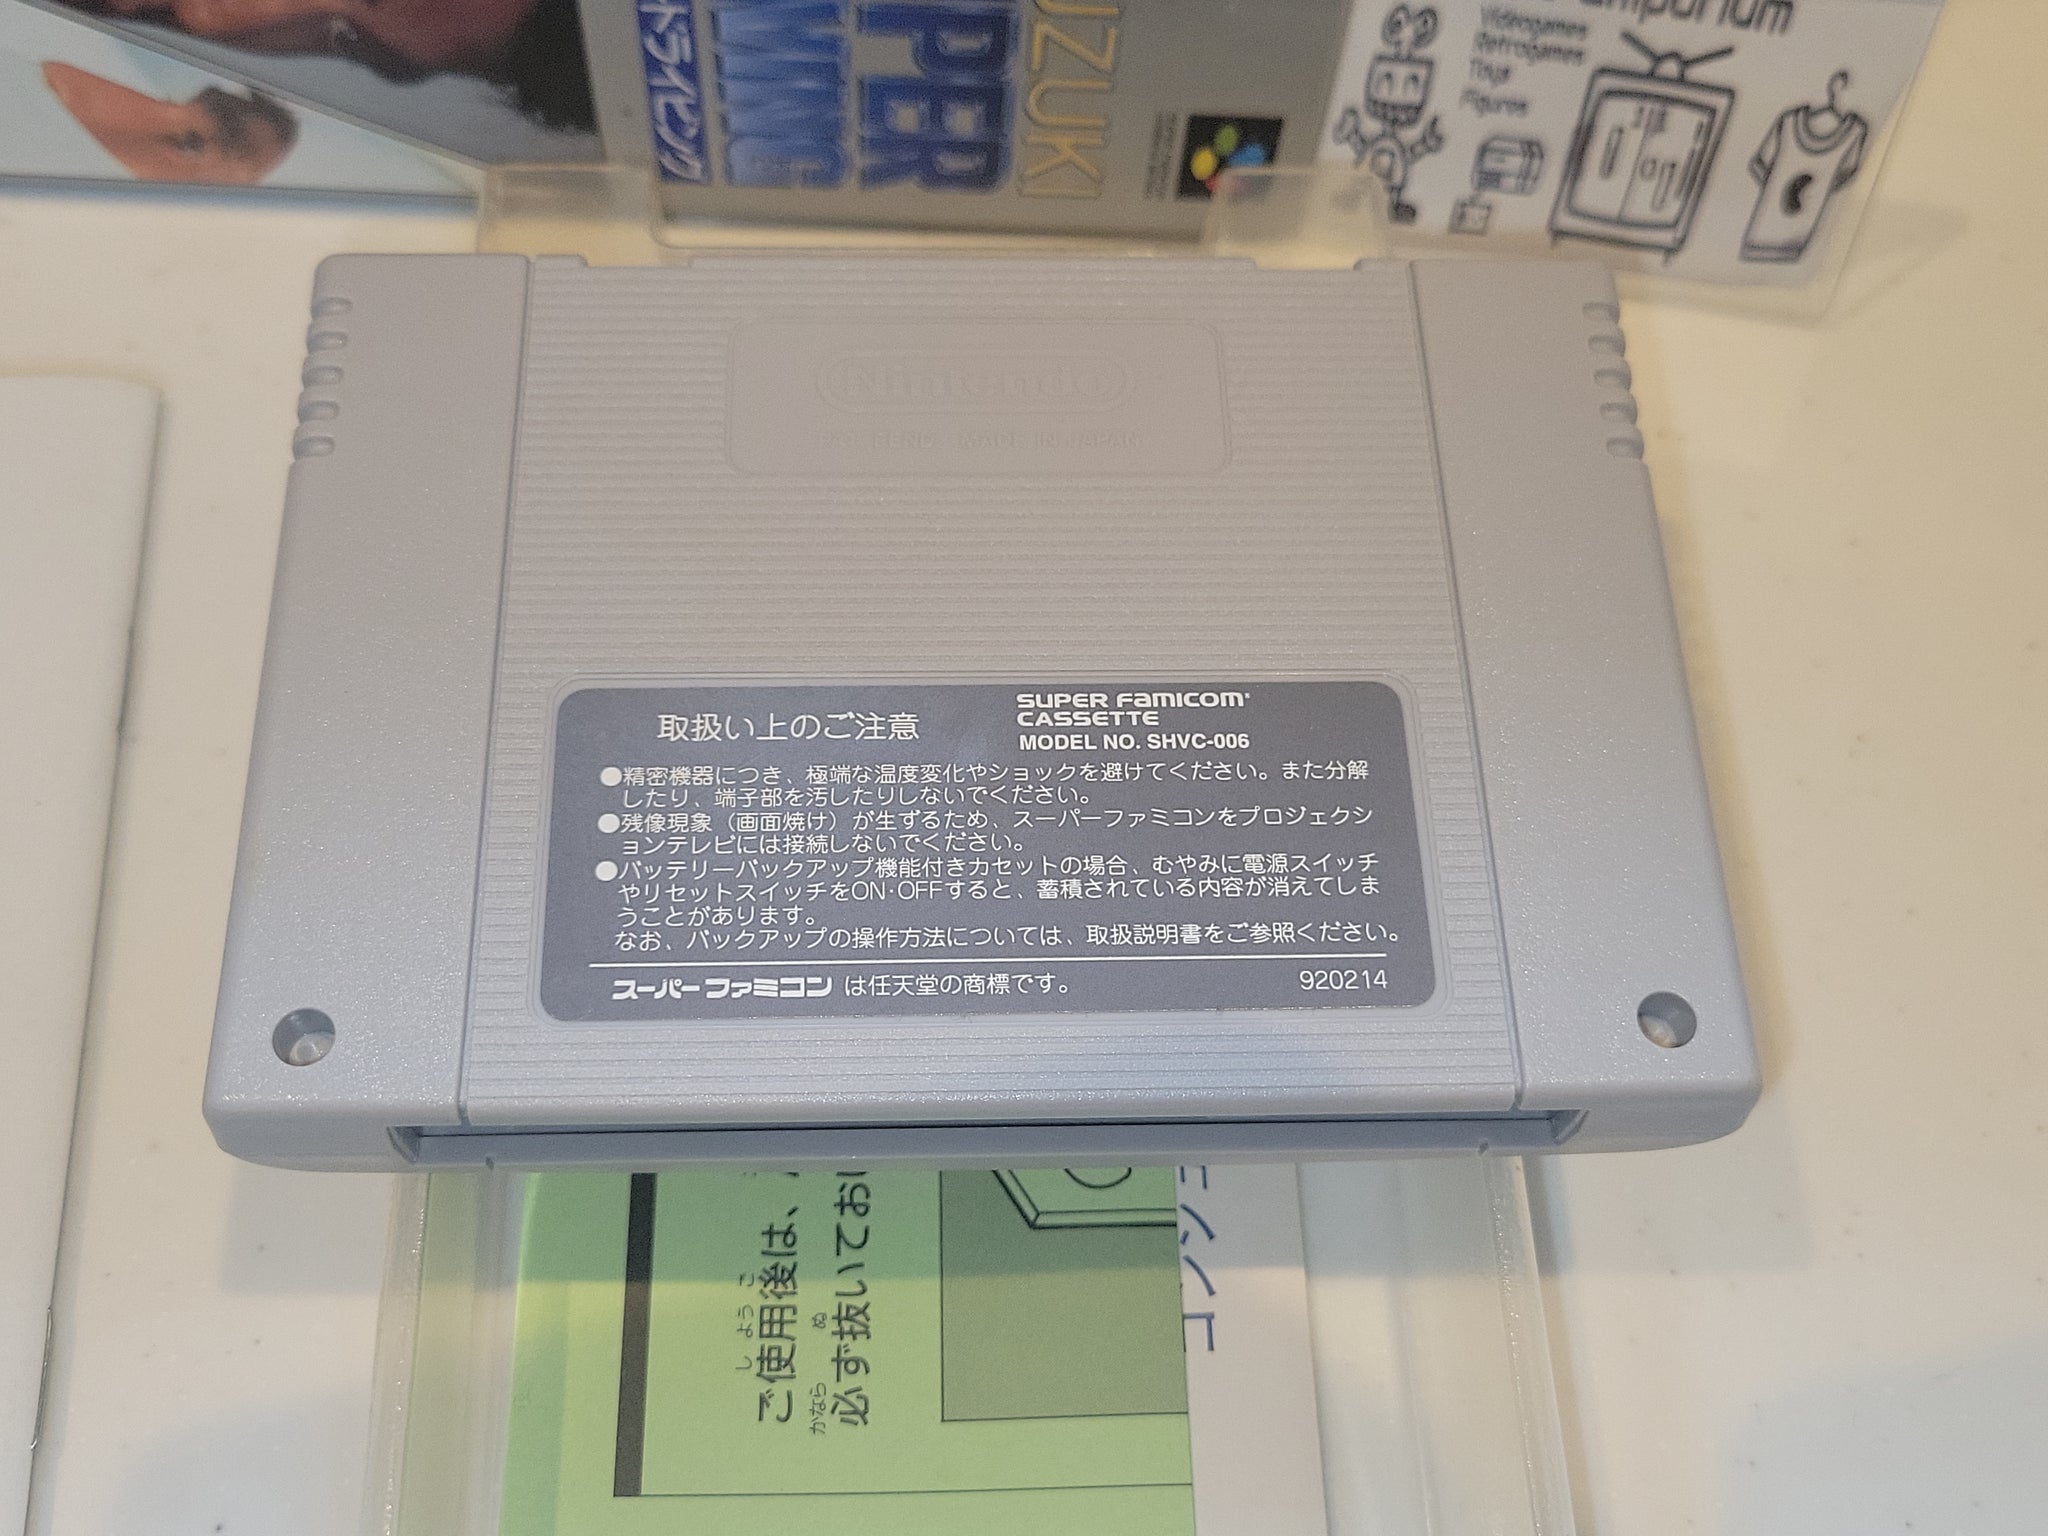 ドライビング
UZUKI
Videogames
Retrogames
Toys
Figures
Nintendo
PAT. PEND. MADE IN JAPAN
取扱い上のご注意
SUPER FAMICOM
CASSETTE
MODEL NO. SHVC-006
●精密機器につき、極端な温度変化やショックを避けてください。また分解
したり、端子部を汚したりしないでください。
●残像現象（画面焼け）が生ずるため、スーパーファミコンをプロジェクシ
ョンテレビには接続しないでください。
●バッテリーバックアップ機能付きカセットの場合、むやみに電源スイッチ
やリセットスイッチをON･OFFすると、蓄積されている内容が消えてしま
うことがあります。
なお、バックアップの操作方法については、取扱説明書をご参照ください。
スーパーファミコン は任天堂の商標です。
920214
ご使用後は、
必ず抜いてお
しようご
かなら ぬ